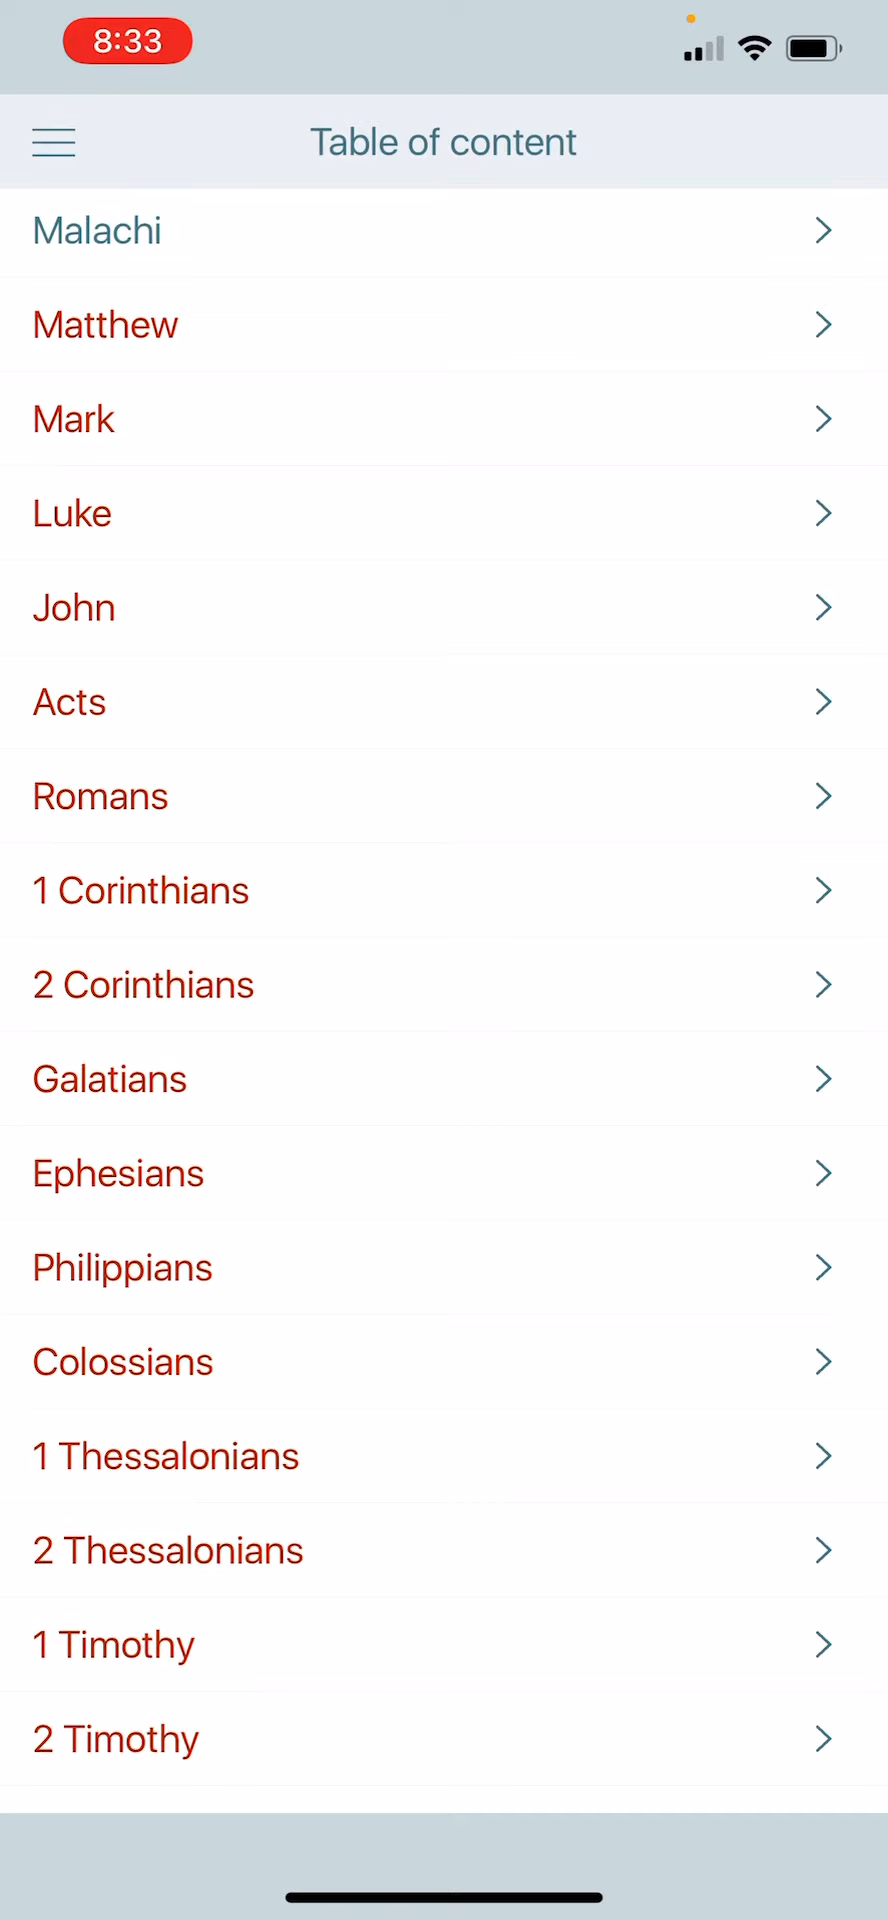 8:33
Table of content
Malachi
Matthew
Mark
Luke
John
Acts
Romans
1 Corinthians
2 Corinthians
Galatians
Ephesians
Philippians
Colossians
1 Thessalonians
2 Thessalonians
1 Timothy
2 Timothy